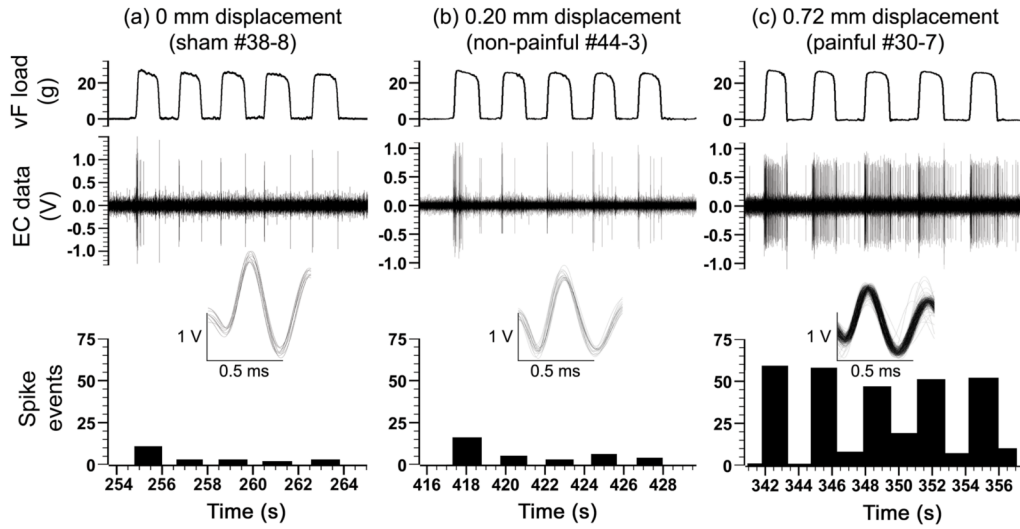 (a) 0 mm displacement
(sham #38-8)
(b) 0.20 mm displacement
(non-painful #44-3)
(c) 0.72 mm displacement
(painful #30-7)
vF load
(g)
20
0
20
0
20
0
EC data
(V)
1.0
0.5
0.0
-0.5
-1.0
1.0
0.5
0.0
-0.5
-1.0
1.0
0.5
0.0
-0.5
-1.0
1 V
0.5 ms
1 V
0.5 ms
1 V
0.5 ms
Spike
events
75
50
25
0
75
50
25
0
75
50
25
0
254 256 258 260 262 264
416 418 420 422 424 426 428
342 344 346 348 350 352 354 356
Time (s)
Time (s)
Time (s)